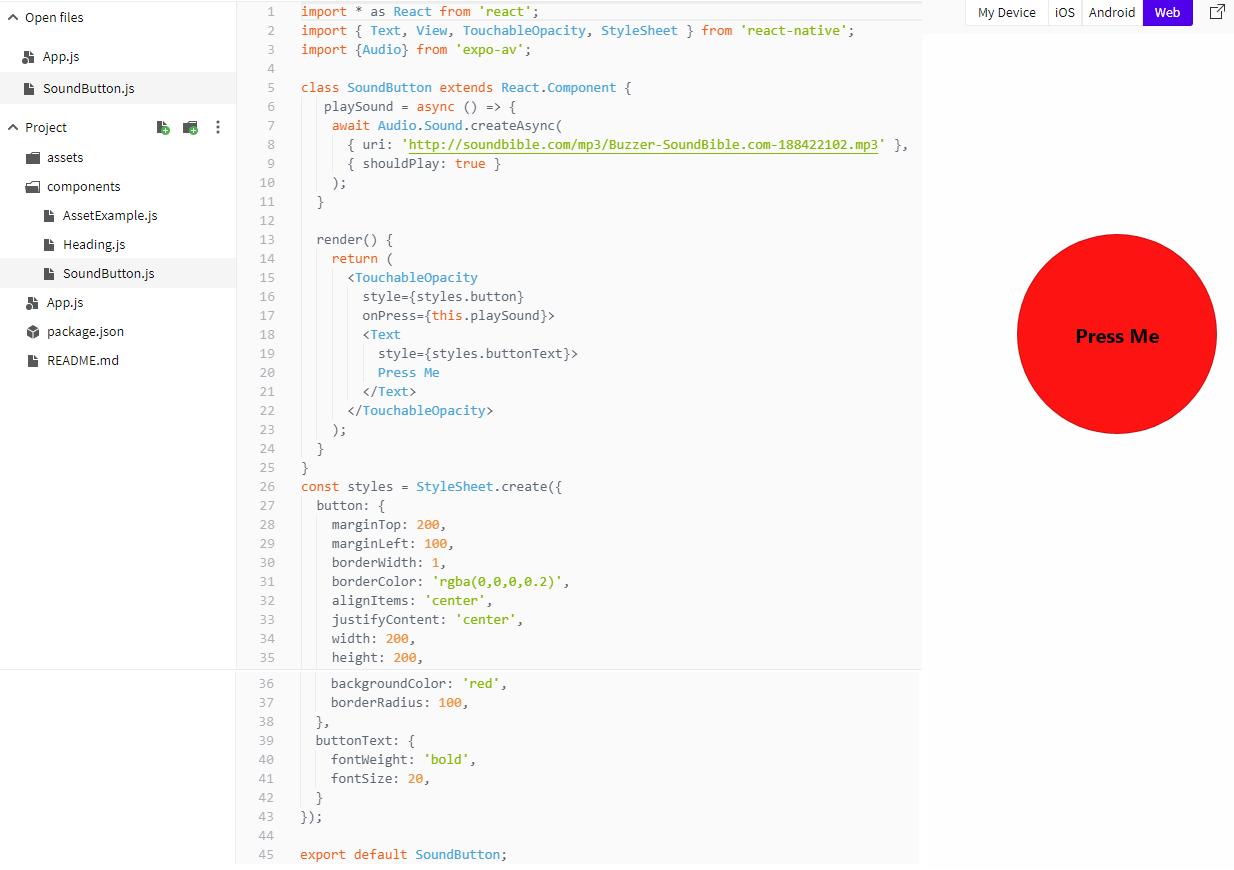 Open files
App.js
SoundButton.js
Project
assets
components
AssetExample.js
Heading.js
SoundButton.js
App.js
package.json
README.md
1 import * as React from 'react';
2 import { Text, View, TouchableOpacity, StyleSheet } from 'react-native';
3 import {Audio} from 'expo-av';
4
5 class SoundButton extends React.Component {
6 playSound = async () => {
7 await Audio.Sound.createAsync(
8 { uri: 'http://soundbible.com/mp3/Buzzer-SoundBible.com-188422102.mp3' },
9 { shouldPlay: true }
10 );
11 }
12
13 render() {
14 return (
15 <TouchableOpacity
16 style={styles.button}
17 onPress={this.playSound}>
18 <Text
19 style={styles.buttonText}>
20 Press Me
21 </Text>
22 </TouchableOpacity>
23 );
24 }
25 }
26 const styles = StyleSheet.create({
27 button: {
28 marginTop: 200,
29 marginLeft: 100,
30 borderWidth: 1,
31 borderColor: 'rgba(0,0,0,0.2)',
32 alignItems: 'center',
33 justifyContent: 'center',
34 width: 200,
35 height: 200,
36 backgroundColor: 'red',
37 borderRadius: 100,
38 },
39 buttonText: {
40 fontWeight: 'bold',
41 fontSize: 20,
42 }
43 });
44
45 export default SoundButton;
My Device iOS Android Web
Press Me